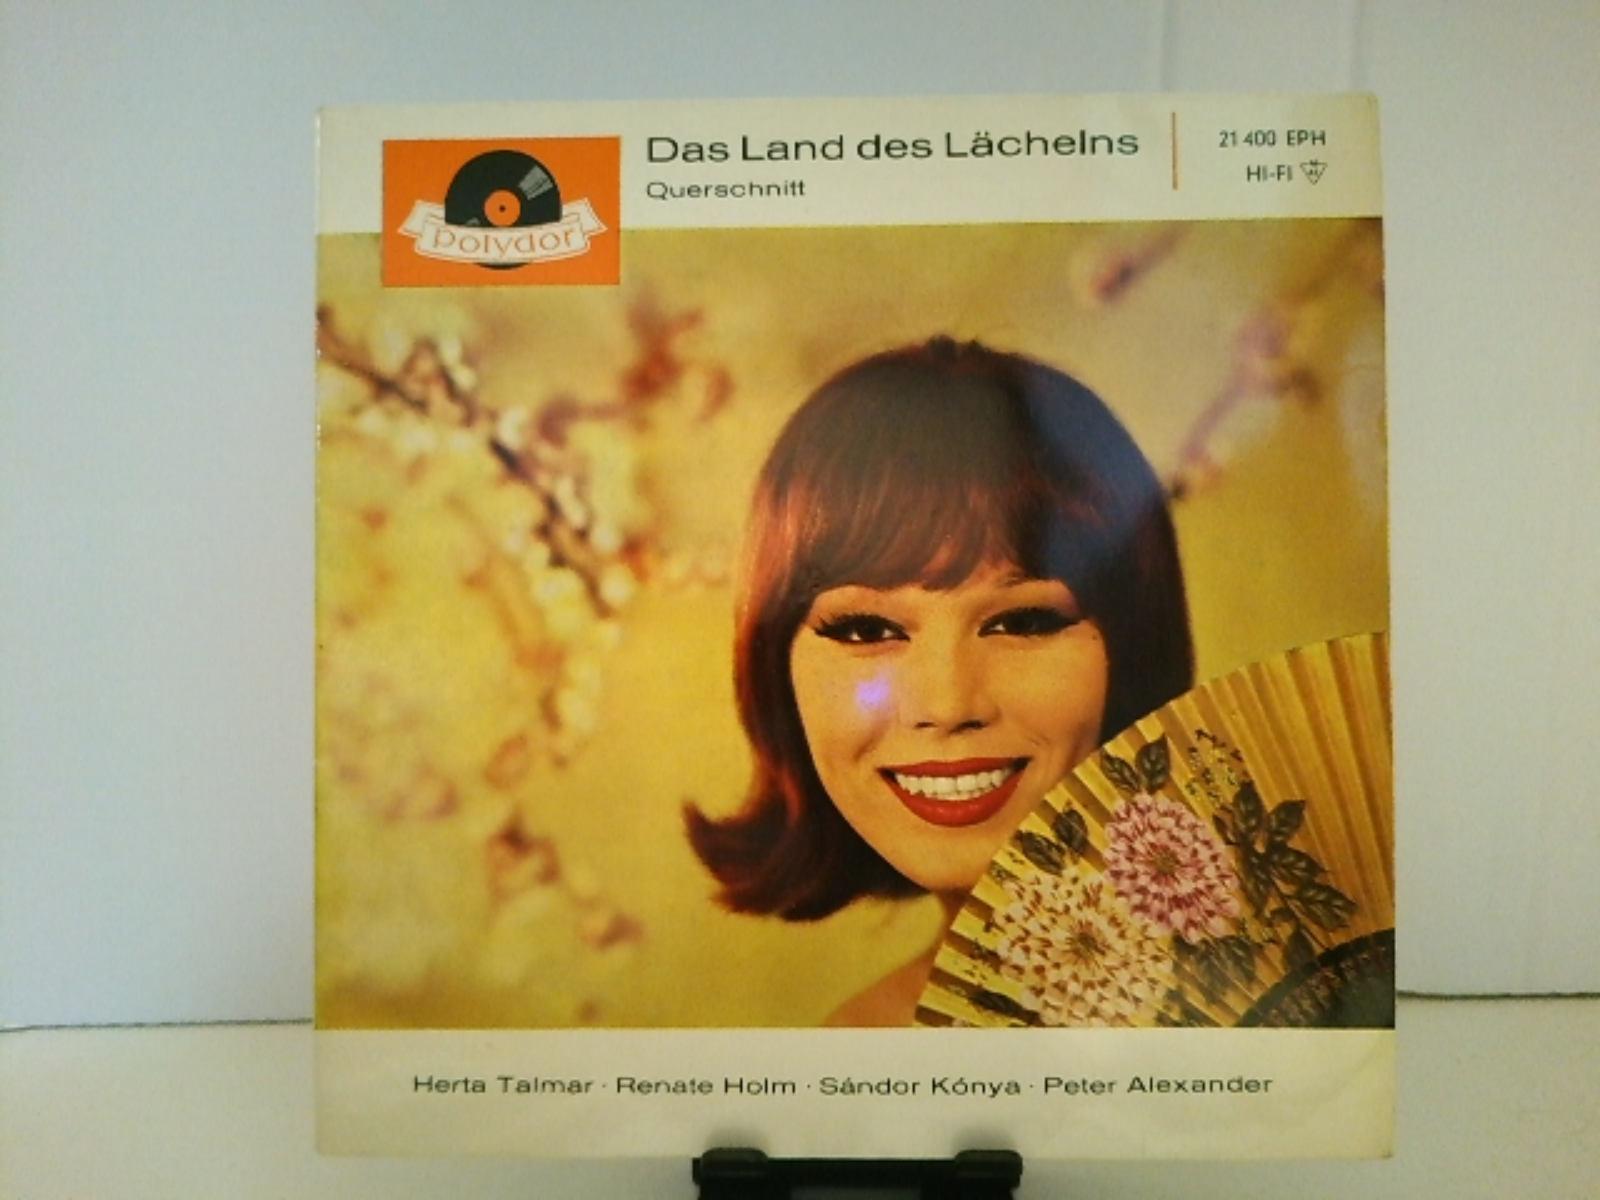 Das Land des Lächelns
Querschnitt
21 400 EPH
HI-FI
polydor
Herta Talmar · Renate Holm · Sándor Kónya · Peter Alexander